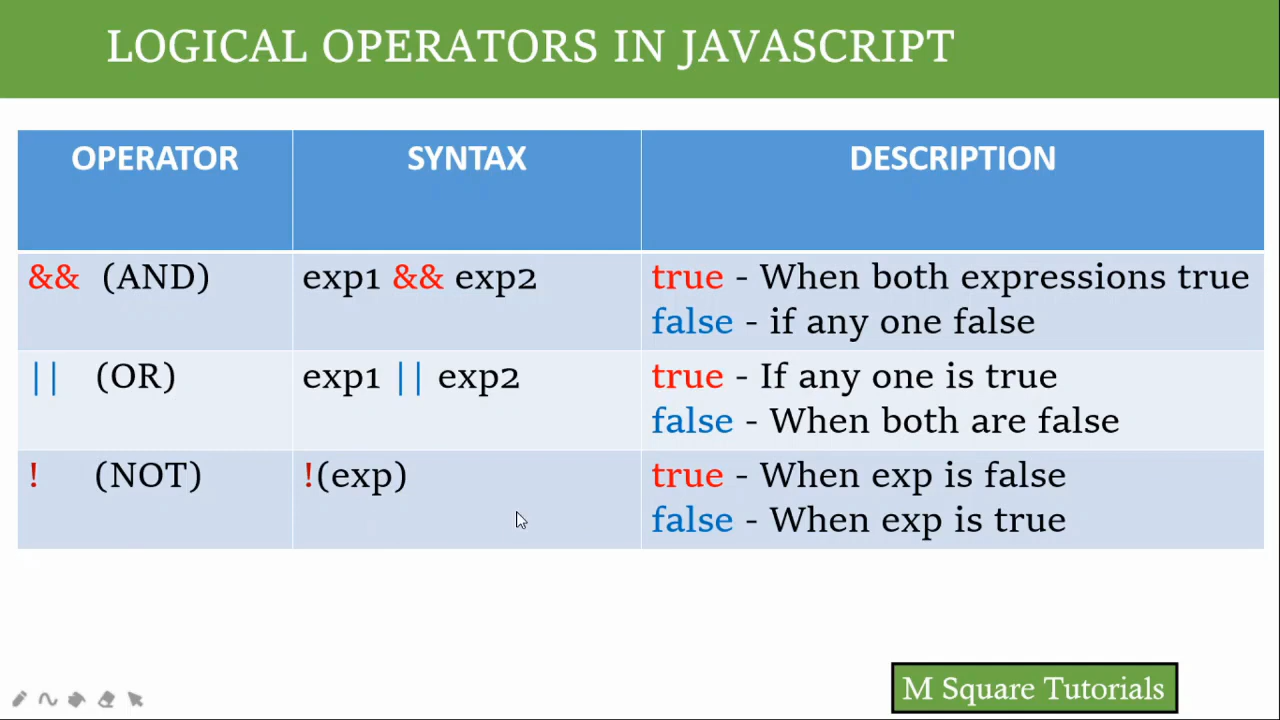 LOGICAL OPERATORS IN JAVASCRIPT
OPERATOR SYNTAX DESCRIPTION
&& (AND) exp1 && exp2 true - When both expressions true
false - if any one false
|| (OR) exp1 || exp2 true - If any one is true
false - When both are false
! (NOT) !(exp) true - When exp is false
false - When exp is true
M Square Tutorials